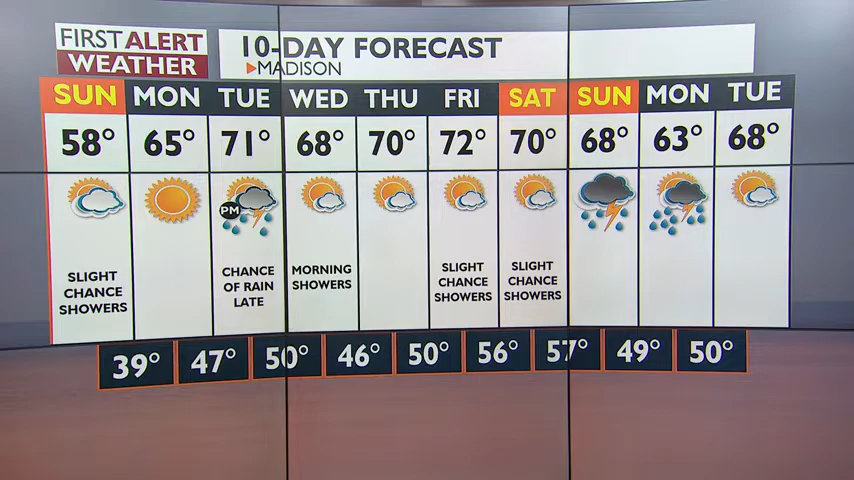 FIRST ALERT
WEATHER
10-DAY FORECAST
MADISON
SUN MON TUE WED THU FRI SAT SUN MON TUE
58° 65° 71° 68° 70° 72° 70° 68° 63° 68°
PM
SLIGHT
CHANCE
SHOWERS
CHANCE
OF RAIN
LATE
MORNING
SHOWERS
SLIGHT
CHANCE
SHOWERS
SLIGHT
CHANCE
SHOWERS
39° 47° 50° 46° 50° 56° 57° 49° 50°